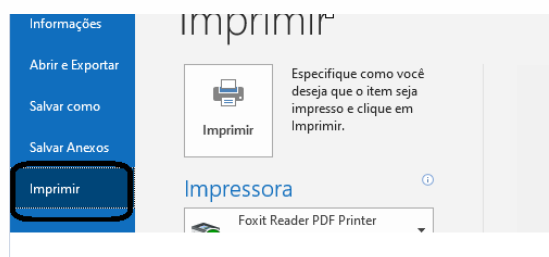 Imprimir
Informações
Abrir e Exportar
Salvar como
Salvar Anexos
Imprimir
Imprimir
Especifique como você
deseja que o item seja
impresso e clique em
Imprimir.
Impressora
Foxit Reader PDF Printer